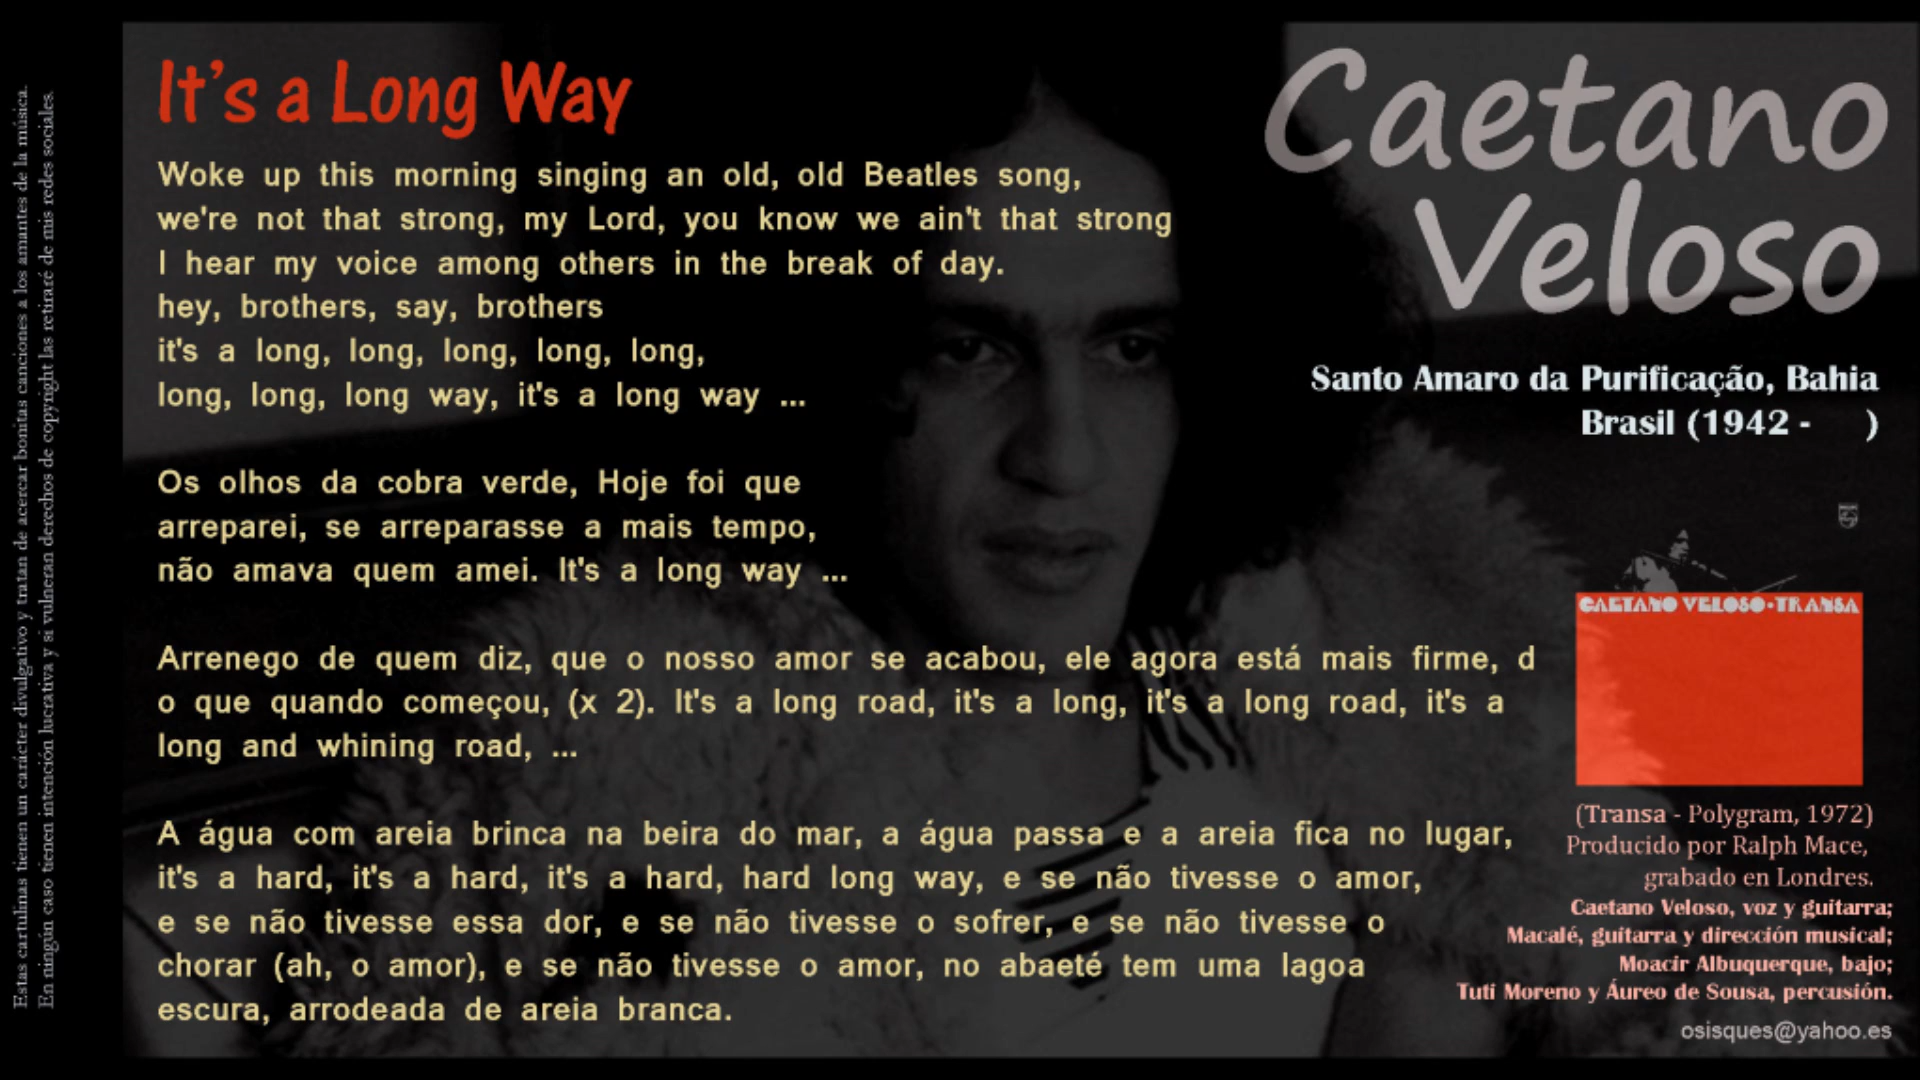 Estas cartulinas tienen un carácter divulgativo y tratan de acercar bonitas canciones a los amantes de la música.
En ningún caso tienen intención lucrativa y si vulneran derechos de copyright las retiraré de mis redes sociales.
It's a Long Way
Woke up this morning singing an old, old Beatles song,
we're not that strong, my Lord, you know we ain't that strong
I hear my voice among others in the break of day.
hey, brothers, say, brothers
it's a long, long, long, long, long,
long, long, long way, it's a long way ...
Os olhos da cobra verde, Hoje foi que
arreparei, se arreparasse a mais tempo,
não amava quem amei. It's a long way ...
Arrenego de quem diz, que o nosso amor se acabou, ele agora está mais firme, d
o que quando começou, (x 2). It's a long road, it's a long, it's a long road, it's a
long and whining road, ...
A água com areia brinca na beira do mar, a água passa e a areia fica no lugar,
it's a hard, it's a hard, it's a hard, hard long way, e se não tivesse o amor,
e se não tivesse essa dor, e se não tivesse o sofrer, e se não tivesse o
chorar (ah, o amor), e se não tivesse o amor, no abaeté tem uma lagoa
escura, arrodeada de areia branca.
Caetano
Veloso
Santo Amaro da Purificação, Bahia
Brasil (1942 - )
CAETANO VELOSO•TRANSA
(Transa - Polygram, 1972)
Producido por Ralph Mace,
grabado en Londres.
Caetano Veloso, voz y guitarra;
Macalé, guitarra y dirección musical;
Moacir Albuquerque, bajo;
Tuti Moreno y Áureo de Sousa, percusión.
osisques@yahoo.es